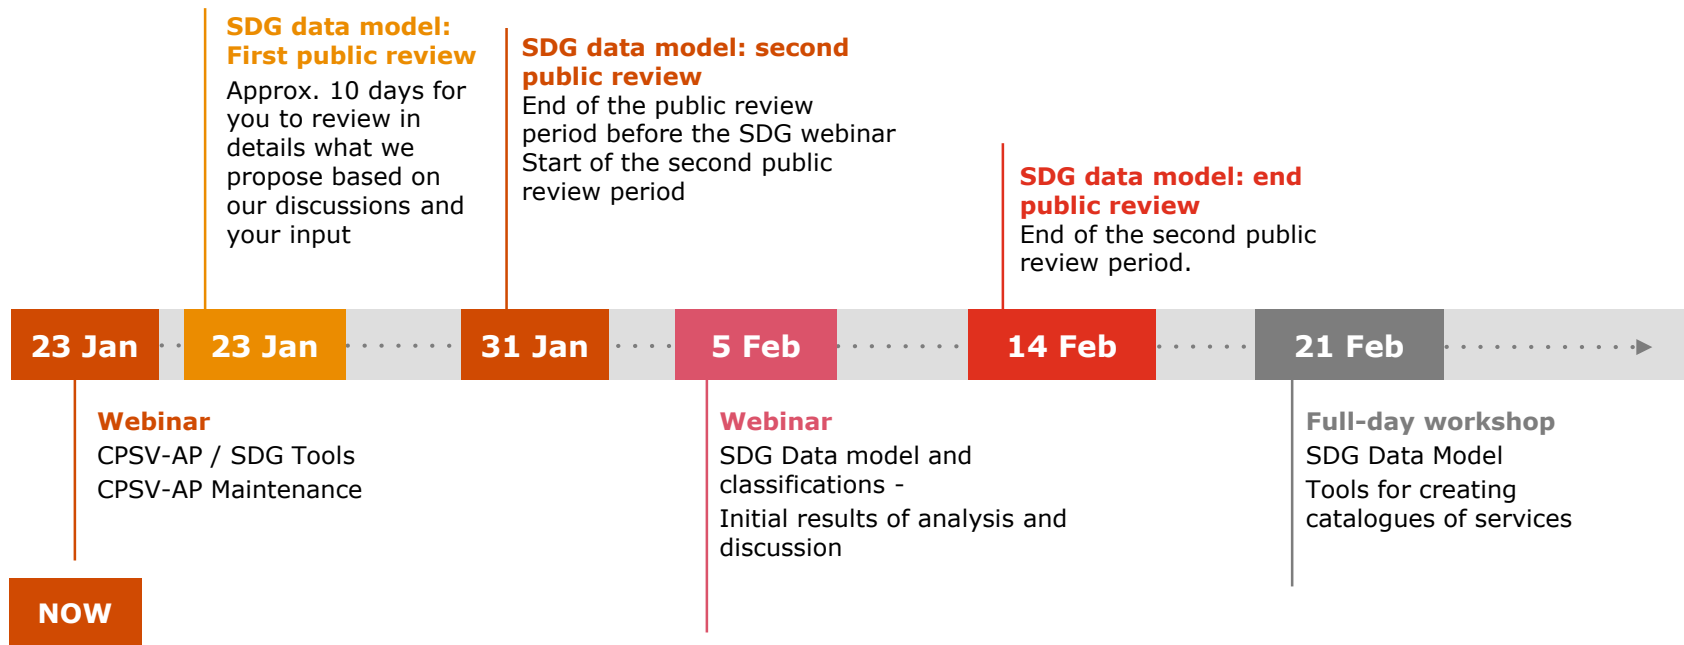 SDG data model:
First public review
Approx. 10 days for
you to review in
details what we
propose based on
our discussions and
your input
SDG data model: second
public review
End of the public review
period before the SDG webinar
Start of the second public
review period
SDG data model: end
public review
End of the second public
review period.
23 Jan
23 Jan
31 Jan
5 Feb
14 Feb
21 Feb
Webinar
CPSV-AP / SDG Tools
CPSV-AP Maintenance
Webinar
SDG Data model and
classifications -
Initial results of analysis and
discussion
Full-day workshop
SDG Data Model
Tools for creating
catalogues of services
NOW